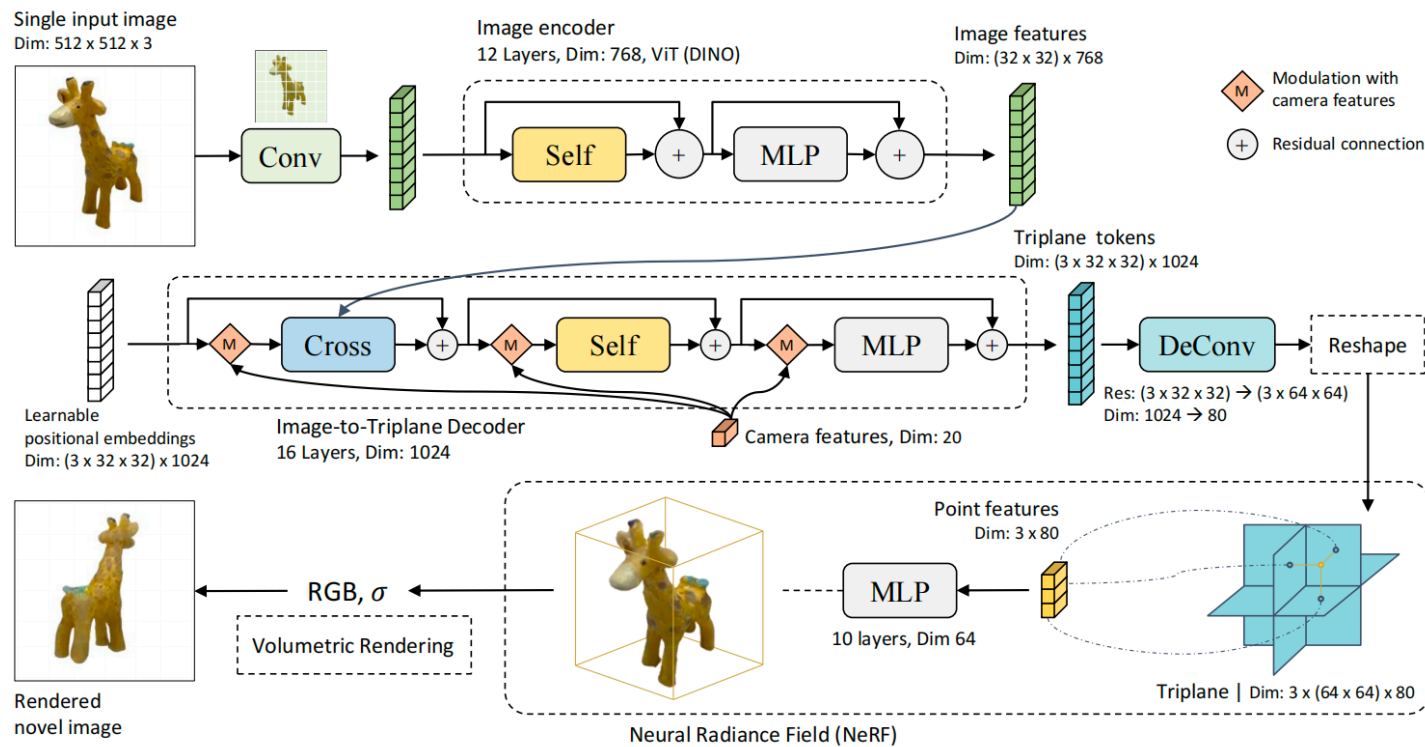 Single input image
Dim: 512 x 512 x 3
Conv
Image encoder
12 Layers, Dim: 768, ViT (DINO)
Self
+
MLP
+
Image features
Dim: (32 x 32) x 768
M
Modulation with
camera features
+
Residual connection
Learnable
positional embeddings
Dim: (3 x 32 x 32) x 1024
M
Cross
+
M
Self
+
M
MLP
+
Image-to-Triplane Decoder
16 Layers, Dim: 1024
Camera features, Dim: 20
Triplane tokens
Dim: (3 x 32 x 32) x 1024
DeConv
Res: (3 x 32 x 32) → (3 x 64 x 64)
Dim: 1024 → 80
Reshape
Rendered
novel image
RGB, σ
Volumetric Rendering
MLP
10 layers, Dim 64
Point features
Dim: 3 x 80
Triplane | Dim: 3 x (64 x 64) x 80
Neural Radiance Field (NeRF)